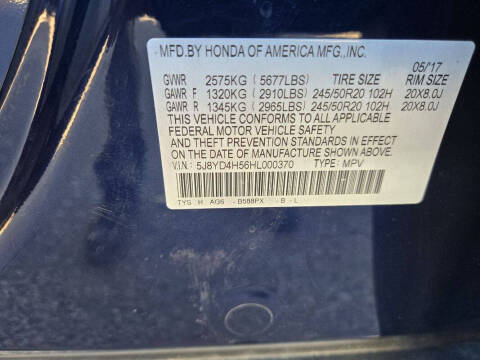 MFD.BY HONDA OF AMERICA MFG.,INC.
05/17
GVWR 2575KG (5677LBS) TIRE SIZE RIM SIZE
GAWR F 1320KG (2910LBS) 245/50R20 102H 20X8.0J
GAWR R 1345KG (2965LBS) 245/50R20 102H 20X8.0J
THIS VEHICLE CONFORMS TO ALL APPLICABLE
FEDERAL MOTOR VEHICLE SAFETY
AND THEFT PREVENTION STANDARDS IN EFFECT
ON THE DATE OF MANUFACTURE SHOWN ABOVE.
V.I.N.: 5J8YD4H56HL000370 TYPE: MPV
TYS H AG6 - B588PX - B - L